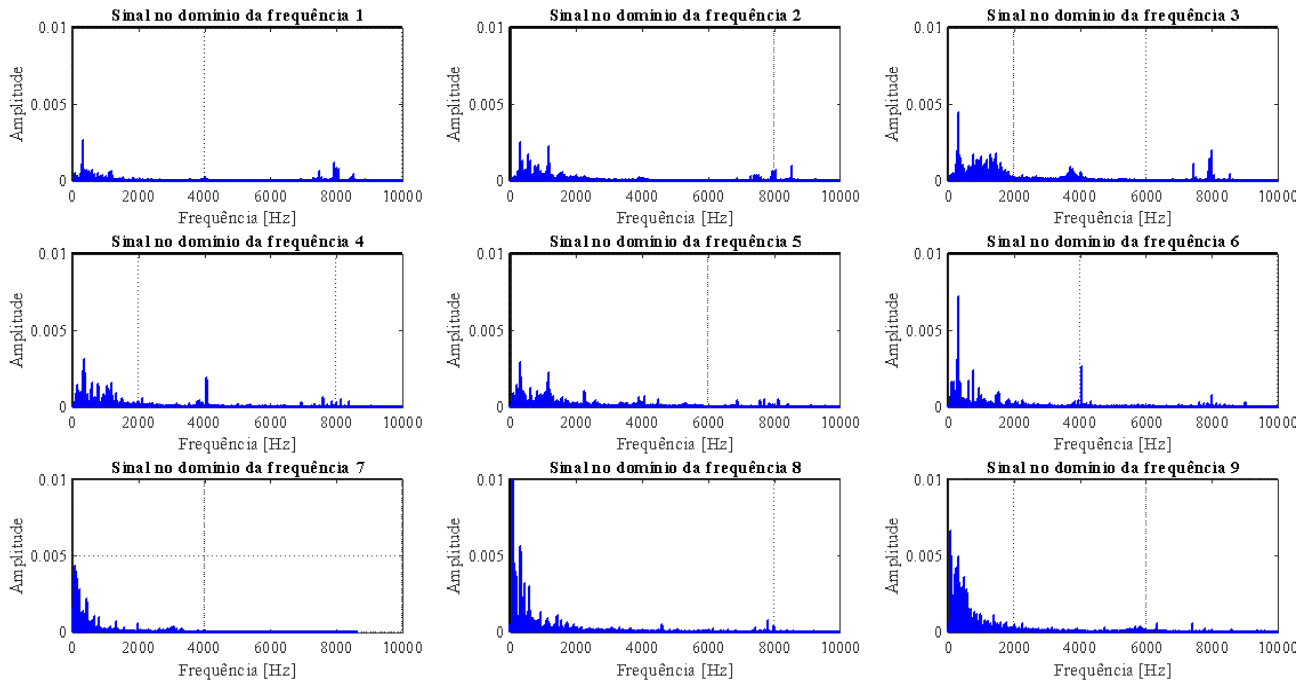 Sinal no domínio da frequência 1
0.01
0.005
0
Amplitude
0 2000 4000 6000 8000 10000
Frequência [Hz]
Sinal no domínio da frequência 2
0.01
0.005
0
Amplitude
0 2000 4000 6000 8000 10000
Frequência [Hz]
Sinal no domínio da frequência 3
0.01
0.005
0
Amplitude
0 2000 4000 6000 8000 10000
Frequência [Hz]
Sinal no domínio da frequência 4
0.01
0.005
0
Amplitude
0 2000 4000 6000 8000 10000
Frequência [Hz]
Sinal no domínio da frequência 5
0.01
0.005
0
Amplitude
0 2000 4000 6000 8000 10000
Frequência [Hz]
Sinal no domínio da frequência 6
0.01
0.005
0
Amplitude
0 2000 4000 6000 8000 10000
Frequência [Hz]
Sinal no domínio da frequência 7
0.01
0.005
0
Amplitude
0 2000 4000 6000 8000 10000
Frequência [Hz]
Sinal no domínio da frequência 8
0.01
0.005
0
Amplitude
0 2000 4000 6000 8000 10000
Frequência [Hz]
Sinal no domínio da frequência 9
0.01
0.005
0
Amplitude
0 2000 4000 6000 8000 10000
Frequência [Hz]